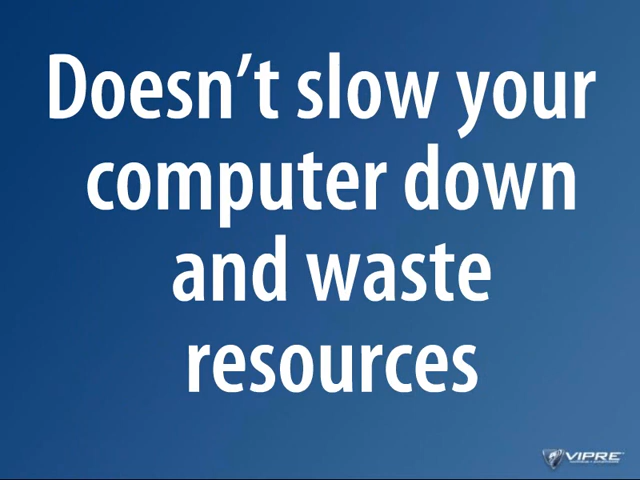 Doesn’t slow your
computer down
and waste
resources
VIPRE